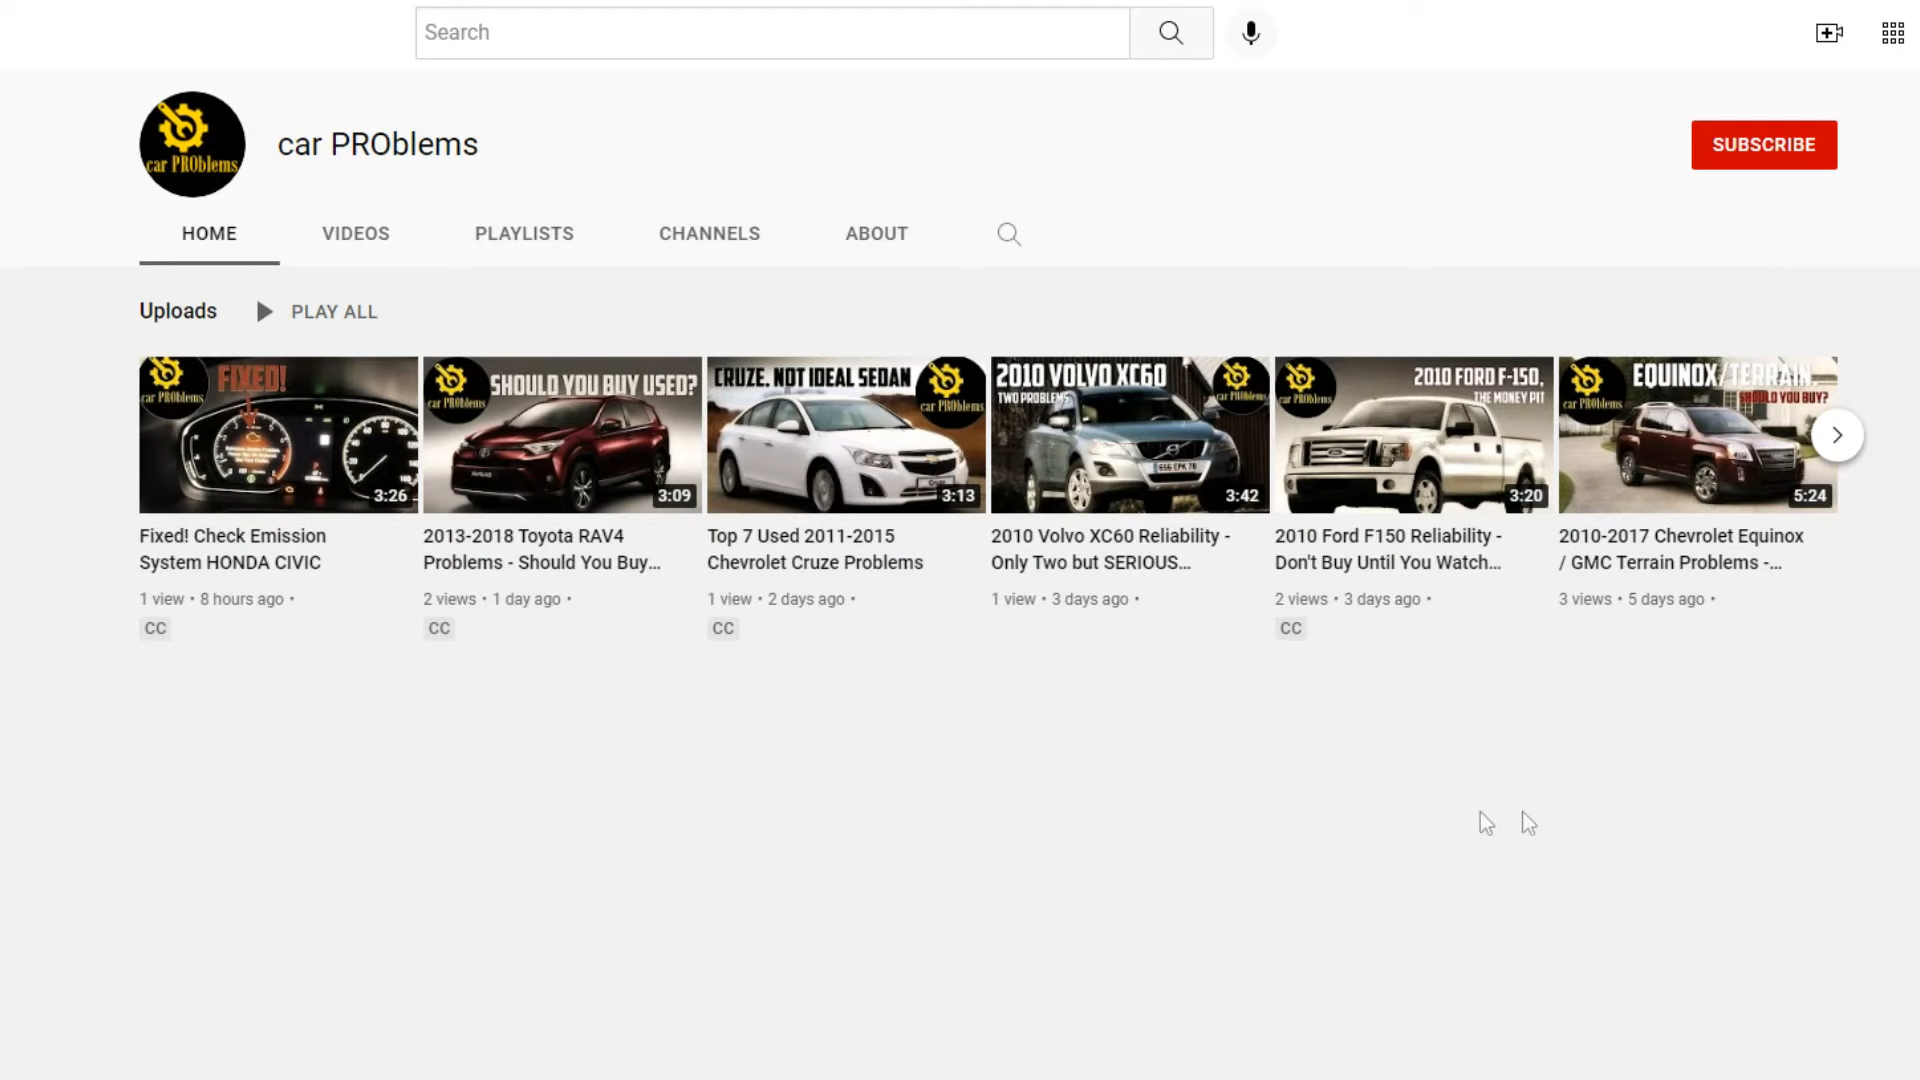 Search
car PROblems
car PROblems
SUBSCRIBE
HOME
VIDEOS
PLAYLISTS
CHANNELS
ABOUT
Uploads
PLAY ALL
car PROblems
FIXED!
3:26
car PROblems
SHOULD YOU BUY USED?
3:09
CRUZE. NOT IDEAL SEDAN
car PROblems
3:13
2010 VOLVO XC60
TWO PROBLEMS
car PROblems
3:42
car PROblems
2010 FORD F-150,
THE MONEY PIT
3:20
car PROblems
EQUINOX/TERRAIN,
SHOULD YOU BUY?
5:24
Fixed! Check Emission
System HONDA CIVIC
1 view • 8 hours ago •
CC
2013-2018 Toyota RAV4
Problems - Should You Buy...
2 views • 1 day ago •
CC
Top 7 Used 2011-2015
Chevrolet Cruze Problems
1 view • 2 days ago •
CC
2010 Volvo XC60 Reliability -
Only Two but SERIOUS...
1 view • 3 days ago •
2010 Ford F150 Reliability -
Don't Buy Until You Watch...
2 views • 3 days ago •
CC
2010-2017 Chevrolet Equinox
/ GMC Terrain Problems -...
3 views • 5 days ago •